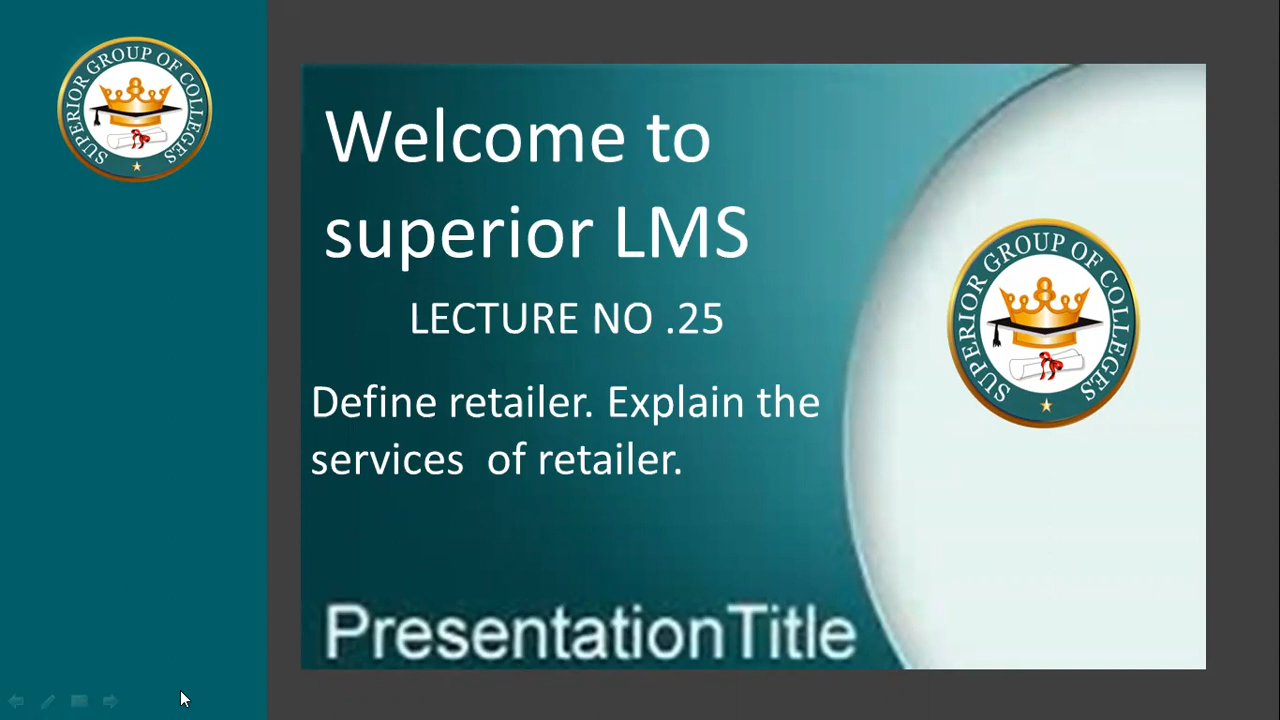 SUPERIOR GROUP OF COLLEGES
Welcome to
superior LMS
LECTURE NO .25
Define retailer. Explain the
services  of retailer.
SUPERIOR GROUP OF COLLEGES
PresentationTitle